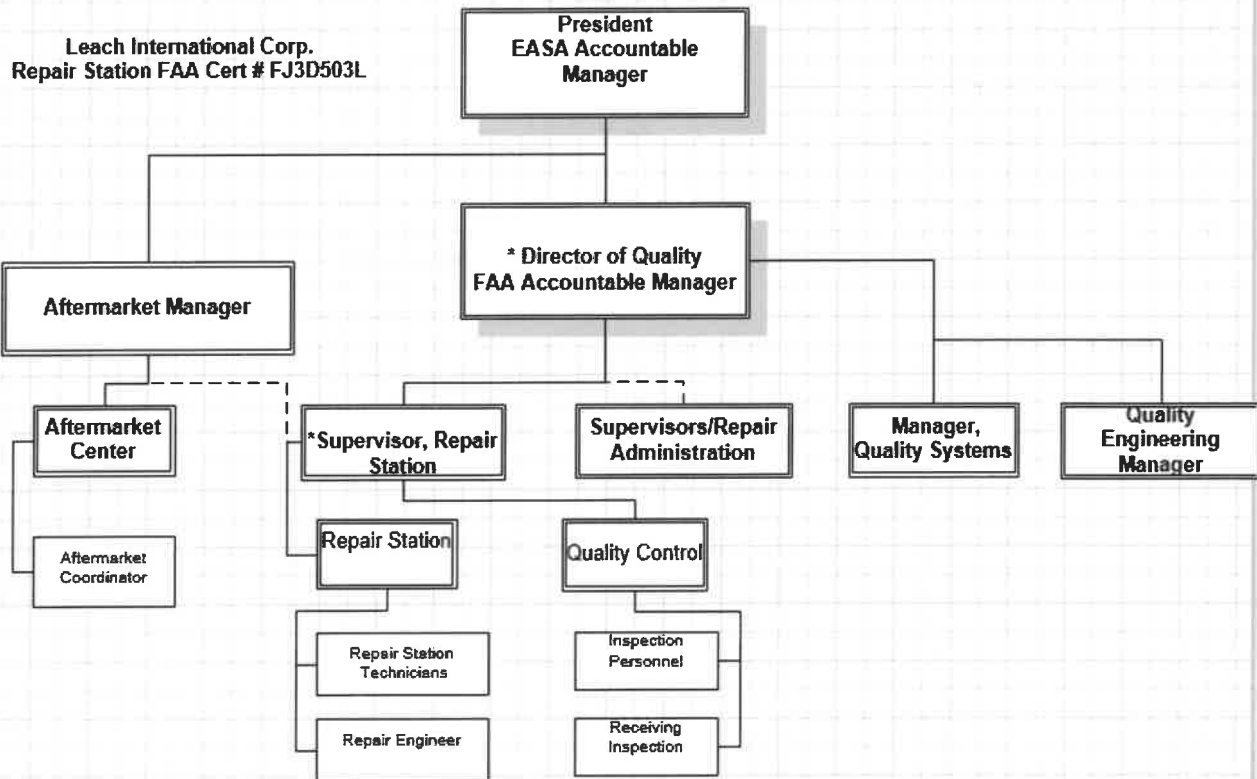 Leach International Corp.
Repair Station FAA Cert # FJ3D503L
President
EASA Accountable
Manager
* Director of Quality
FAA Accountable Manager
Aftermarket Manager
Aftermarket
Center
*Supervisor, Repair
Station
Supervisors/Repair
Administration
Manager,
Quality Systems
Quality
Engineering
Manager
Repair Station
Quality Control
Aftermarket
Coordinator
Repair Station
Technicians
Inspection
Personnel
Repair Engineer
Receiving
Inspection